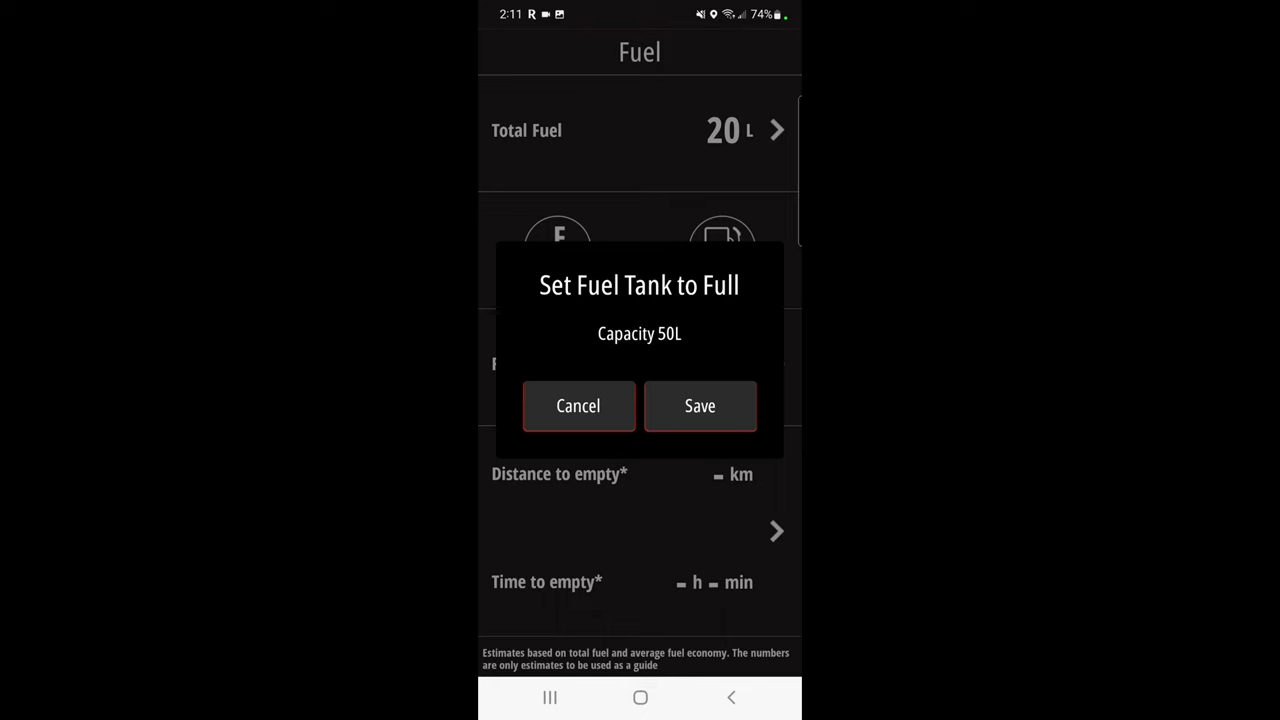 2:11 R 74%
Fuel
Total Fuel 20 L
F
Set Fuel Tank to Full
Capacity 50L
Cancel Save
Distance to empty* - km
Time to empty* - h - min
Estimates based on total fuel and average fuel economy. The numbers
are only estimates to be used as a guide